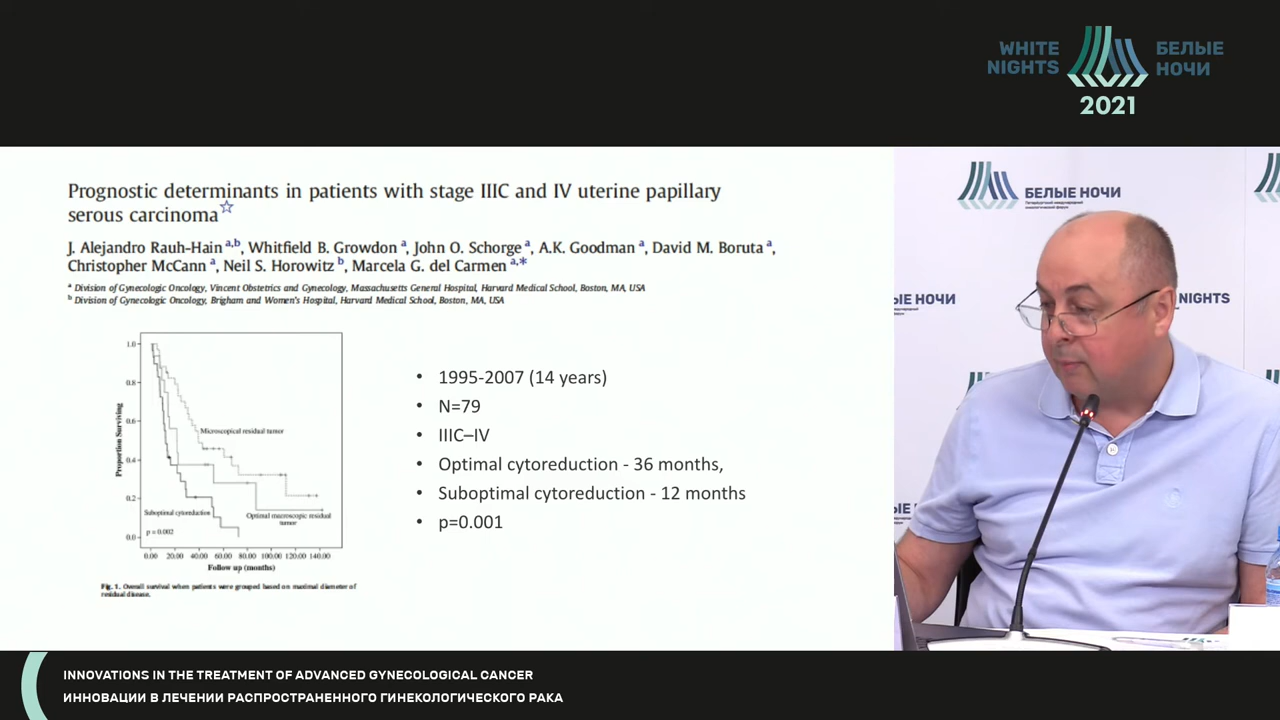 WHITE
NIGHTS
БЕЛЫЕ
НОЧИ
2021
Prognostic determinants in patients with stage IIIC and IV uterine papillary
serous carcinoma☆
J. Alejandro Rauh-Hain a,b, Whitfield B. Growdon a, John O. Schorge a, A.K. Goodman a, David M. Boruta a,
Christopher McCann a, Neil S. Horowitz b, Marcela G. del Carmen a,*
a Division of Gynecologic Oncology, Vincent Obstetrics and Gynecology, Massachusetts General Hospital, Harvard Medical School, Boston, MA, USA
b Division of Gynecologic Oncology, Brigham and Women's Hospital, Harvard Medical School, Boston, MA, USA
1.0
0.8
0.6
0.4
0.2
0.0
Proportion Surviving
Microscopical residual tumor
Suboptimal cytoreduction
Optimal macroscopic residual
tumor
p = 0.002
0.00 20.00 40.00 60.00 80.00 100.00 120.00 140.00
Follow up (months)
Fig. 1. Overall survival when patients were grouped based on maximal diameter of
residual disease.
• 1995-2007 (14 years)
• N=79
• IIIC–IV
• Optimal cytoreduction - 36 months,
• Suboptimal cytoreduction - 12 months
• p=0.001
БЕЛЫЕ НОЧИ
ЫЕ НОЧИ
NIGHTS
INNOVATIONS IN THE TREATMENT OF ADVANCED GYNECOLOGICAL CANCER
ИННОВАЦИИ В ЛЕЧЕНИИ РАСПРОСТРАНЕННОГО ГИНЕКОЛОГИЧЕСКОГО РАКА